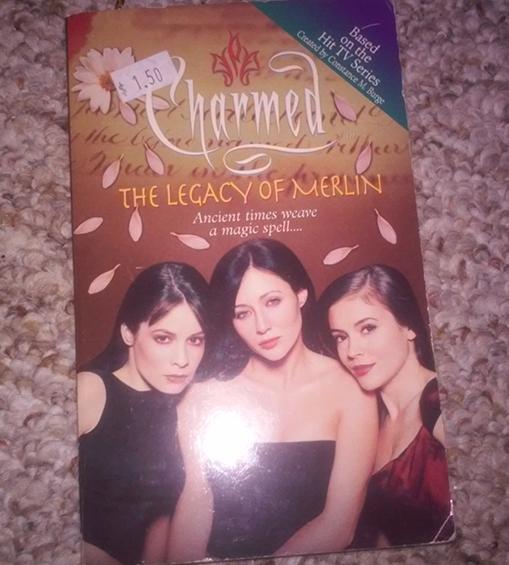 Based
on the
Hit TV Series
Created by Constance M. Burge
$ 1.50
Charmed
THE LEGACY OF MERLIN
Ancient times weave
a magic spell....